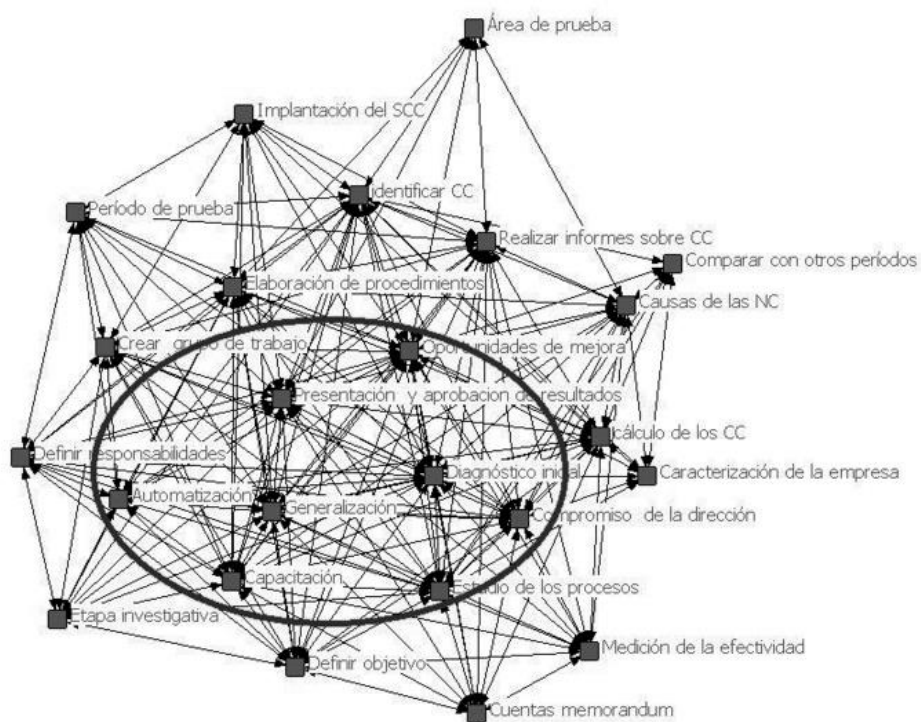 Área de prueba
Implantación del SCC
identificar CC
Período de prueba
Realizar informes sobre CC
Comparar con otros períodos
Elaboración de procedimientos
Causas de las NC
Crear grupo de trabajo
Oportunidades de mejora
Presentación y aprobacion de resultados
cálculo de los CC
Definir responsabilidades
Diagnóstico inicial
Caracterización de la empresa
Automatización
Generalización
Compromiso de la dirección
Capacitación
Estudio de los procesos
Etapa investigativa
Medición de la efectividad
Definir objetivo
Cuentas memorandum